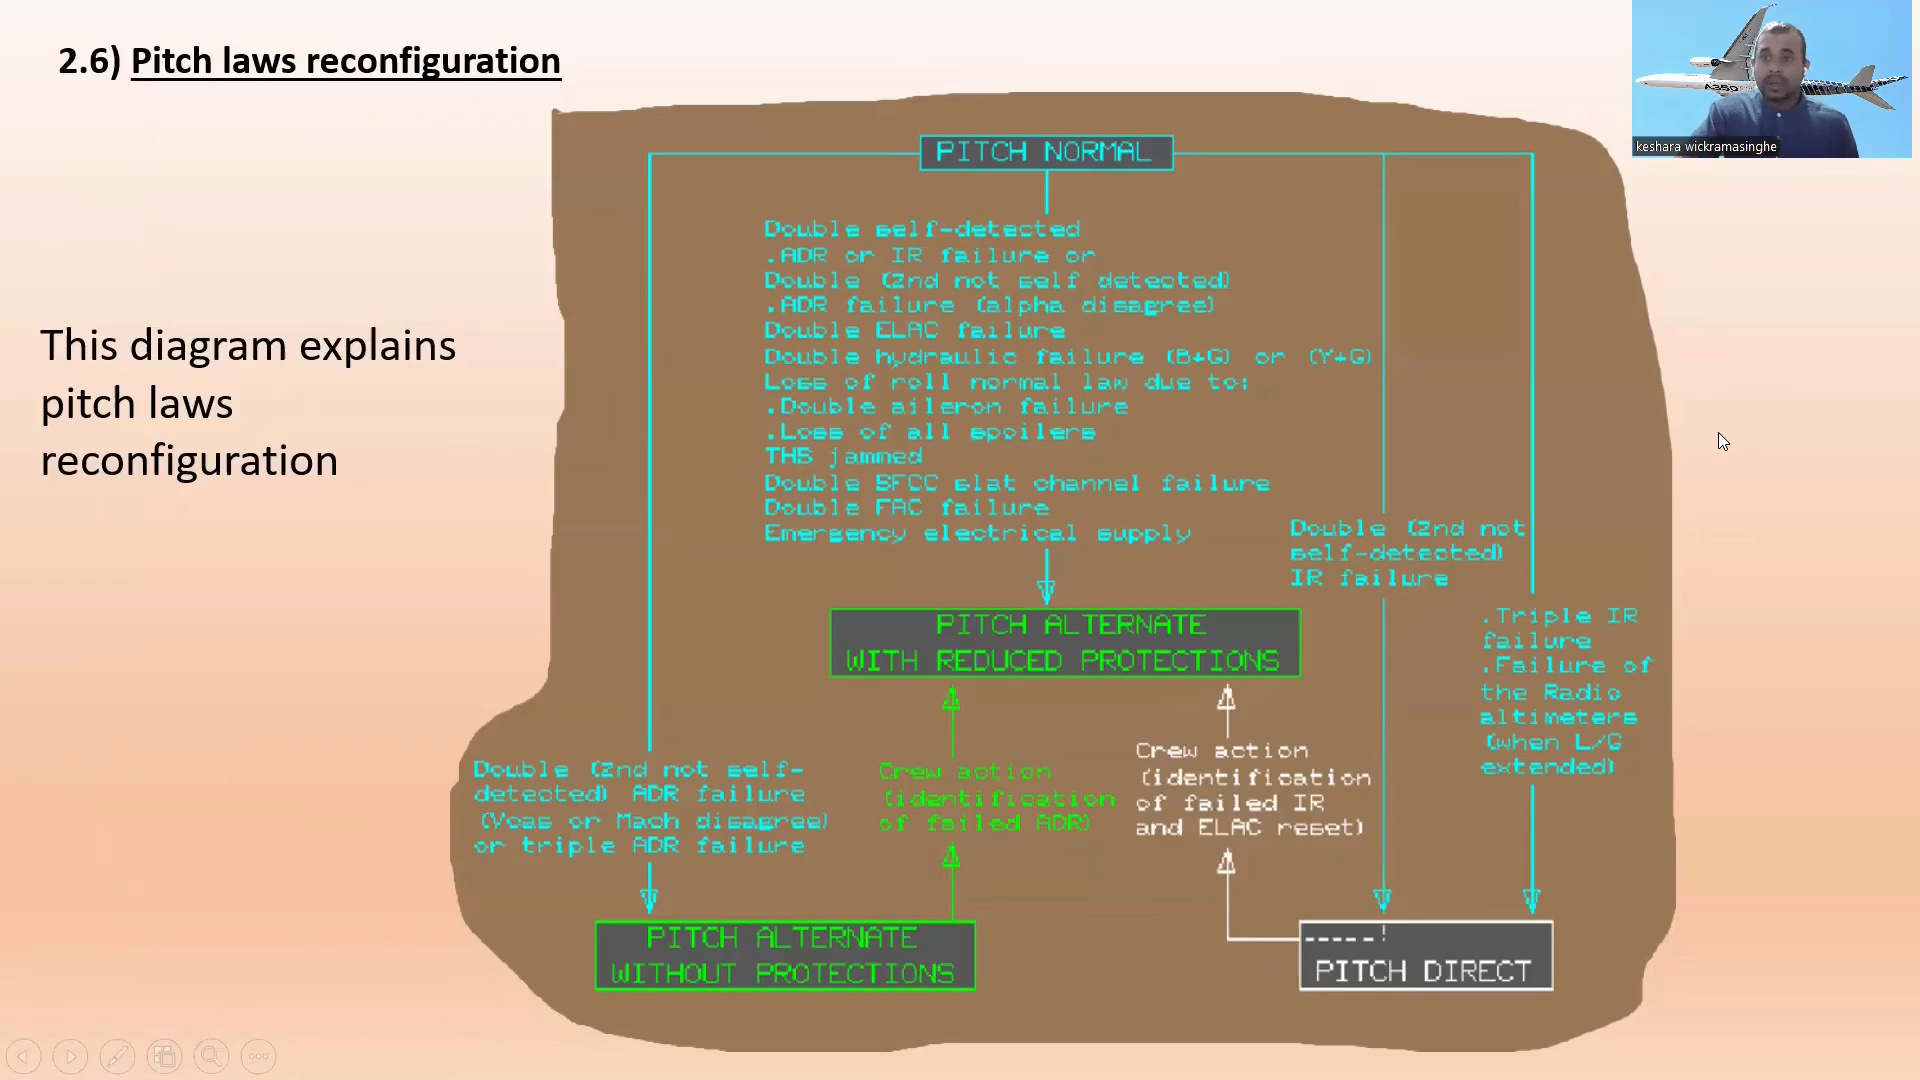 2.6) Pitch laws reconfiguration
A350
keshara wickramasinghe
This diagram explains
pitch laws
reconfiguration
PITCH NORMAL
Double self-detected
.ADR or IR failure or
Double (2nd not self detected)
.ADR failure (alpha disagree)
Double ELAC failure
Double hydraulic failure (B+G) or (Y+G)
Loss of roll normal law due to:
.Double aileron failure
.Loss of all spoilers
THS jammed
Double SFCC slat channel failure
Double FAC failure
Emergency electrical supply
Double (2nd not
self-detected)
IR failure
.Triple IR
failure
.Failure of
the Radio
altimeters
(when L/G
extended)
PITCH ALTERNATE
WITH REDUCED PROTECTIONS
Double (2nd not self-
detected) ADR failure
(Vcas or Mach disagree)
or triple ADR failure
Crew action
(identification
of failed ADR)
Crew action
(identification
of failed IR
and ELAC reset)
PITCH ALTERNATE
WITHOUT PROTECTIONS
PITCH DIRECT